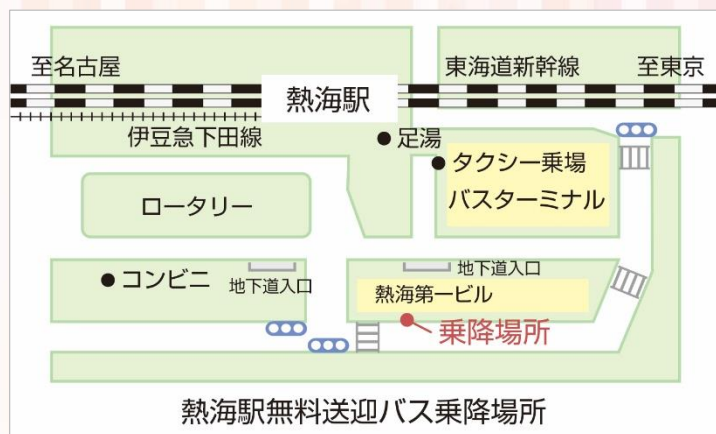 至名古屋
東海道新幹線
至東京
熱海駅
伊豆急下田線
足湯
タクシー乗場
バスターミナル
ロータリー
コンビニ
地下道入口
地下道入口
熱海第一ビル
乗降場所
熱海駅無料送迎バス乗降場所